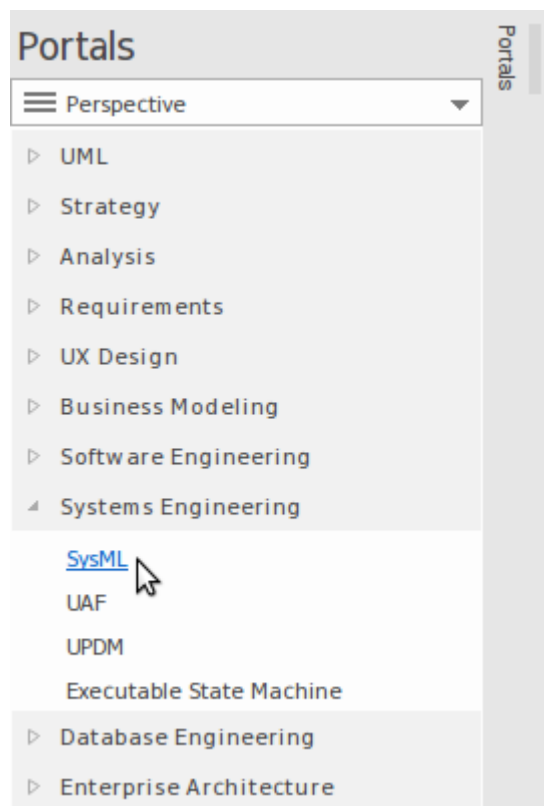 Portals
Portals
Perspective
UML
Strategy
Analysis
Requirements
UX Design
Business Modeling
Software Engineering
Systems Engineering
SysML
UAF
UPDM
Executable State Machine
Database Engineering
Enterprise Architecture